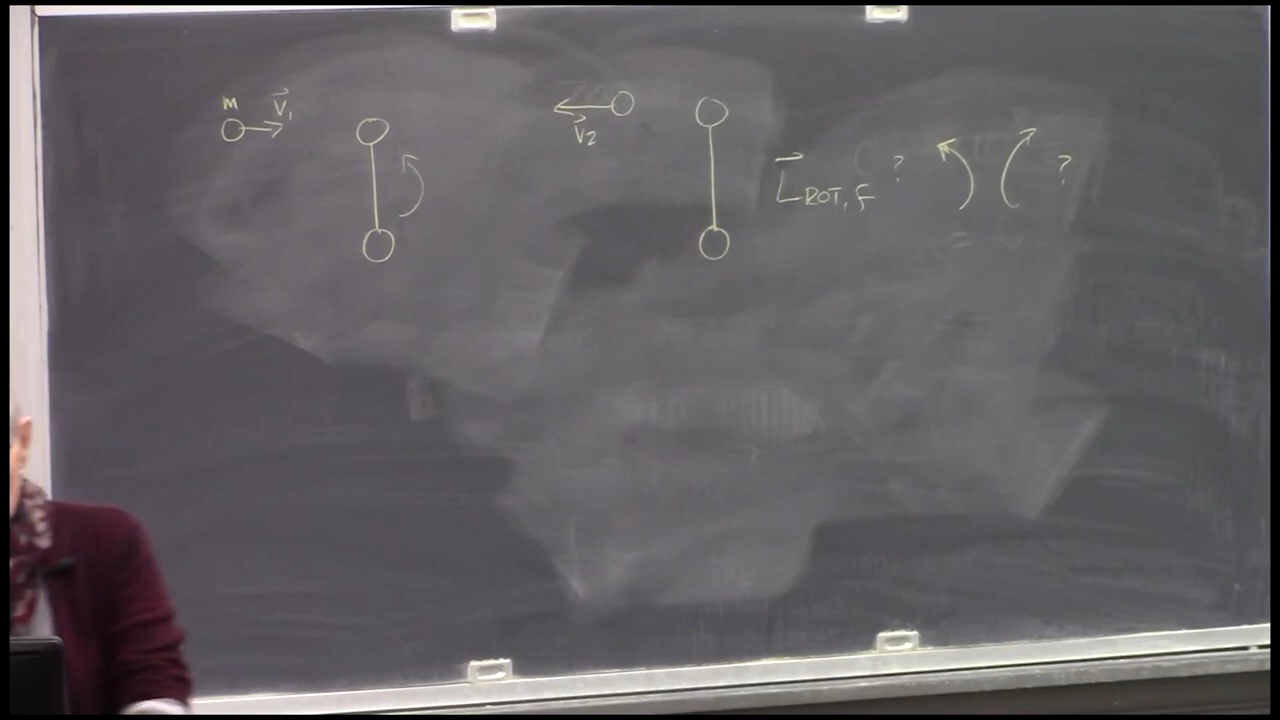 M
V₁
V₂
L ROT, f ? ?